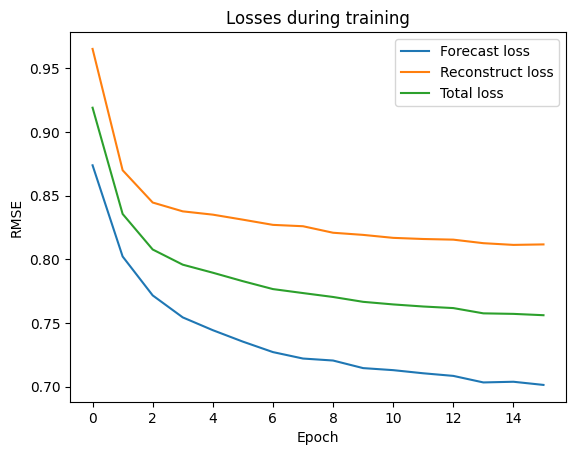 Losses during training
Forecast loss
Reconstruct loss
Total loss
0.95
0.90
0.85
0.80
0.75
0.70
RMSE
0 2 4 6 8 10 12 14
Epoch